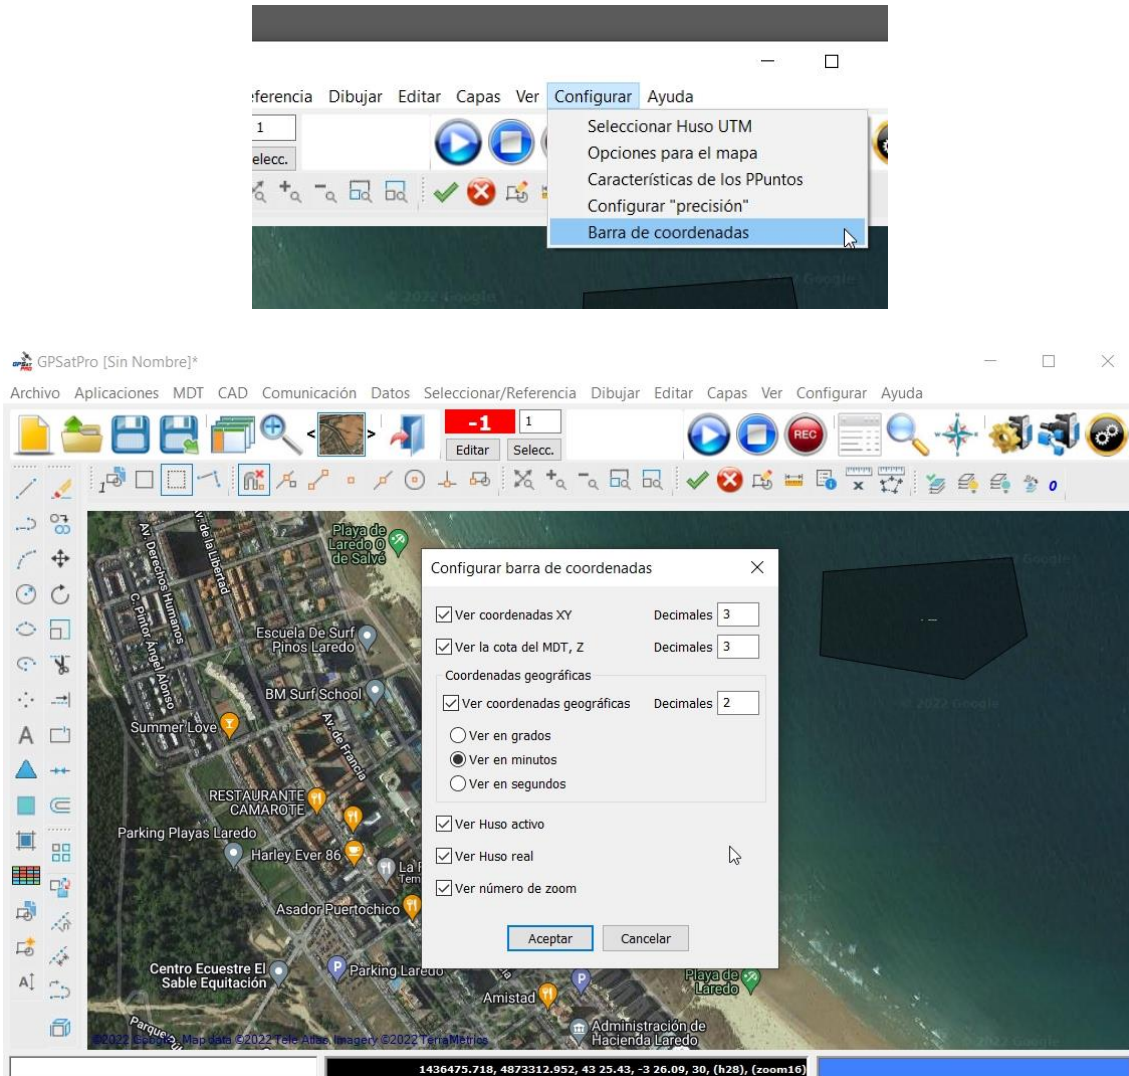 eferencia Dibujar Editar Capas Ver Configurar Ayuda
1
elecc.
Seleccionar Huso UTM
Opciones para el mapa
Características de los PPuntos
Configurar "precisión"
Barra de coordenadas
© 2022 Google
Google
GPSatPro [Sin Nombre]*
Archivo Aplicaciones MDT CAD Comunicación Datos Seleccionar/Referencia Dibujar Editar Capas Ver Configurar Ayuda
-1
1
Editar
Selecc.
REC
0
Av. Derechos Humanos
Av. de la Libertad
C. Pintor Ángel Alonso
Playa de
Laredo O
de Salvé
Escuela De Surf
Pinos Laredo
BM Surf School
Summer Love
Av. de Francia
RESTAURANTE
CAMAROTE
Parking Playas Laredo
Harley Ever 86
Asador Puertochico
Centro Ecuestre El
Sable Equitación
Parking Laredo
Amistad
Playa de
Laredo
Administración de
Hacienda Laredo
Google
© 2022 Google
Configurar barra de coordenadas
Ver coordenadas XY Decimales 3
Ver la cota del MDT, Z Decimales 3
Coordenadas geográficas
Ver coordenadas geográficas Decimales 2
Ver en grados
Ver en minutos
Ver en segundos
Ver Huso activo
Ver Huso real
Ver número de zoom
Aceptar
Cancelar
©2022 Google, Map data ©2022 Tele Atlas, Imagery ©2022 TerraMetrics
1436475.718, 4873312.952, 43 25.43, -3 26.09, 30, (h28), (zoom16)